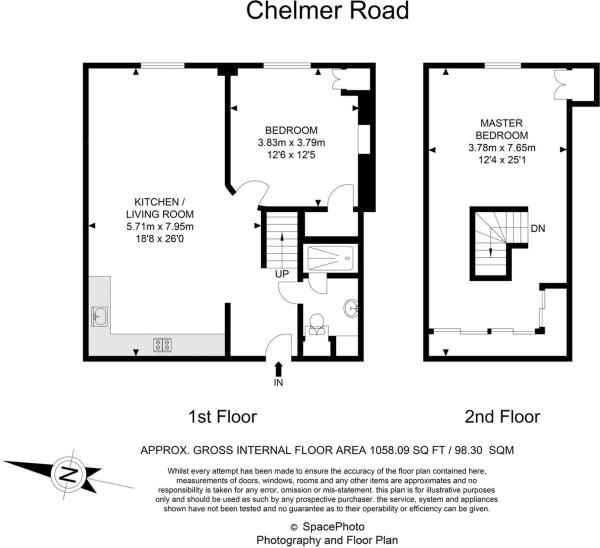 Chelmer Road
BEDROOM
3.83m x 3.79m
12'6 x 12'5
MASTER
BEDROOM
3.78m x 7.65m
12'4 x 25'1
KITCHEN /
LIVING ROOM
5.71m x 7.95m
18'8 x 26'0
UP
DN
IN
1st Floor
2nd Floor
APPROX. GROSS INTERNAL FLOOR AREA 1058.09 SQ FT / 98.30 SQM
N
Whilst every attempt has been made to ensure the accuracy of the floor plan contained here,
measurements of doors, windows, rooms and any other items are approximates and no
responsibility is taken for any error, omission or mis-statement. this plan is for illustrative purposes
only and should be used as such by any prospective purchaser. the service, system and appliances
shown have not been tested and no guarantee as to their operability or efficiency can be given.
© SpacePhoto
Photography and Floor Plan